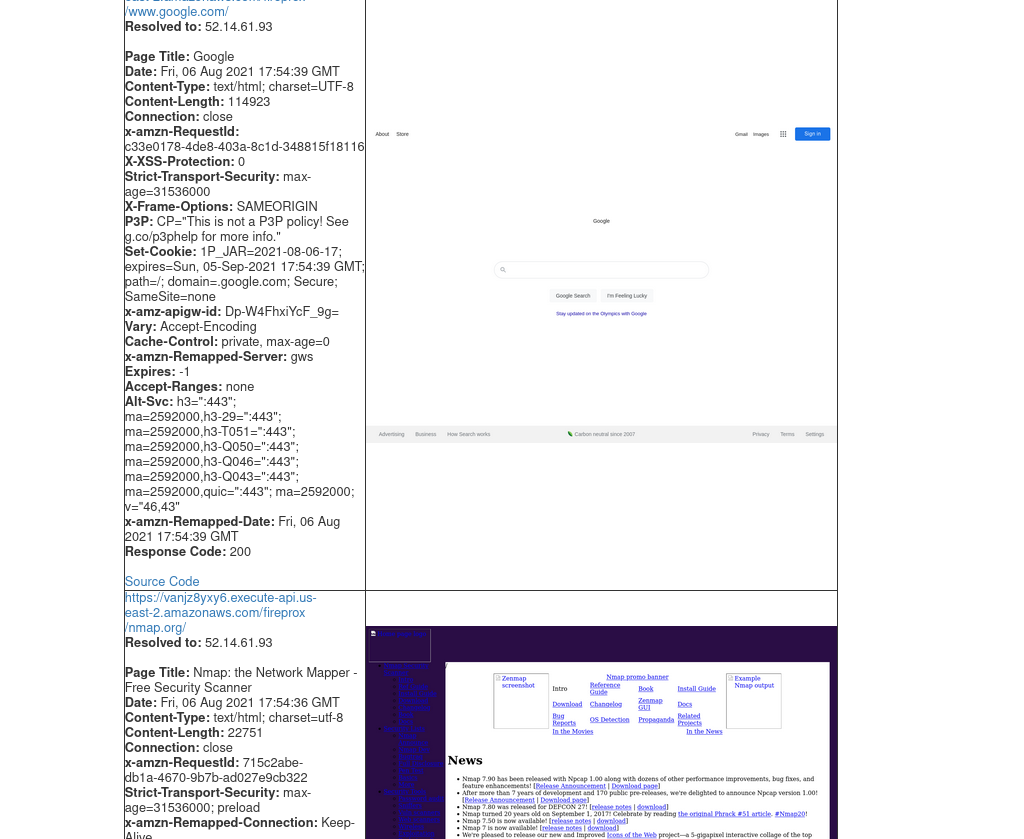 /www.google.com/
Resolved to: 52.14.61.93
Page Title: Google
Date: Fri, 06 Aug 2021 17:54:39 GMT
Content-Type: text/html; charset=UTF-8
Content-Length: 114923
Connection: close
x-amzn-RequestId:
c33e0178-4de8-403a-8c1d-348815f18116
X-XSS-Protection: 0
Strict-Transport-Security: max-
age=31536000
X-Frame-Options: SAMEORIGIN
P3P: CP="This is not a P3P policy! See
g.co/p3phelp for more info."
Set-Cookie: 1P_JAR=2021-08-06-17;
expires=Sun, 05-Sep-2021 17:54:39 GMT;
path=/; domain=.google.com; Secure;
SameSite=none
x-amz-apigw-id: Dp-W4FhxiYcF_9g=
Vary: Accept-Encoding
Cache-Control: private, max-age=0
x-amzn-Remapped-Server: gws
Expires: -1
Accept-Ranges: none
Alt-Svc: h3=":443";
ma=2592000,h3-29=":443";
ma=2592000,h3-T051=":443";
ma=2592000,h3-Q050=":443";
ma=2592000,h3-Q046=":443";
ma=2592000,h3-Q043=":443";
ma=2592000,quic=":443"; ma=2592000;
v="46,43"
x-amzn-Remapped-Date: Fri, 06 Aug
2021 17:54:39 GMT
Response Code: 200
Source Code
About Store Gmail Images Sign in
Google
Google Search I'm Feeling Lucky
Stay updated on the Olympics with Google
Advertising Business How Search works Carbon neutral since 2007 Privacy Terms Settings
https://vanjz8yxy6.execute-api.us-
east-2.amazonaws.com/fireprox
/nmap.org/
Resolved to: 52.14.61.93
Page Title: Nmap: the Network Mapper -
Free Security Scanner
Date: Fri, 06 Aug 2021 17:54:36 GMT
Content-Type: text/html; charset=utf-8
Content-Length: 22751
Connection: close
x-amzn-RequestId: 715c2abe-
db1a-4670-9b7b-ad027e9cb322
Strict-Transport-Security: max-
age=31536000; preload
x-amzn-Remapped-Connection: Keep-
Alive
Zenmap
screenshot
Nmap promo banner
Intro Reference
Guide Book Install Guide
Download Changelog Zenmap
GUI Docs
Bug
Reports OS Detection Propaganda Related
Projects
In the Movies In the News
Example
Nmap output
News
Nmap 7.90 has been released with Npcap 1.00 along with dozens of other performance improvements, bug fixes, and
feature enhancements! [Release Announcement | Download page]
After more than 7 years of development and 170 public pre-releases, we're delighted to announce Npcap version 1.00!
[Release Announcement | Download page]
Nmap 7.80 was released for DEFCON 27! [release notes | download]
Nmap turned 20 years old on September 1, 2017! Celebrate by reading the original Phrack #51 article. #Nmap20!
Nmap 7.50 is now available! [release notes | download]
Nmap 7 is now available! [release notes | download]
We're pleased to release our new and Improved Icons of the Web project—a 5-gigapixel interactive collage of the top